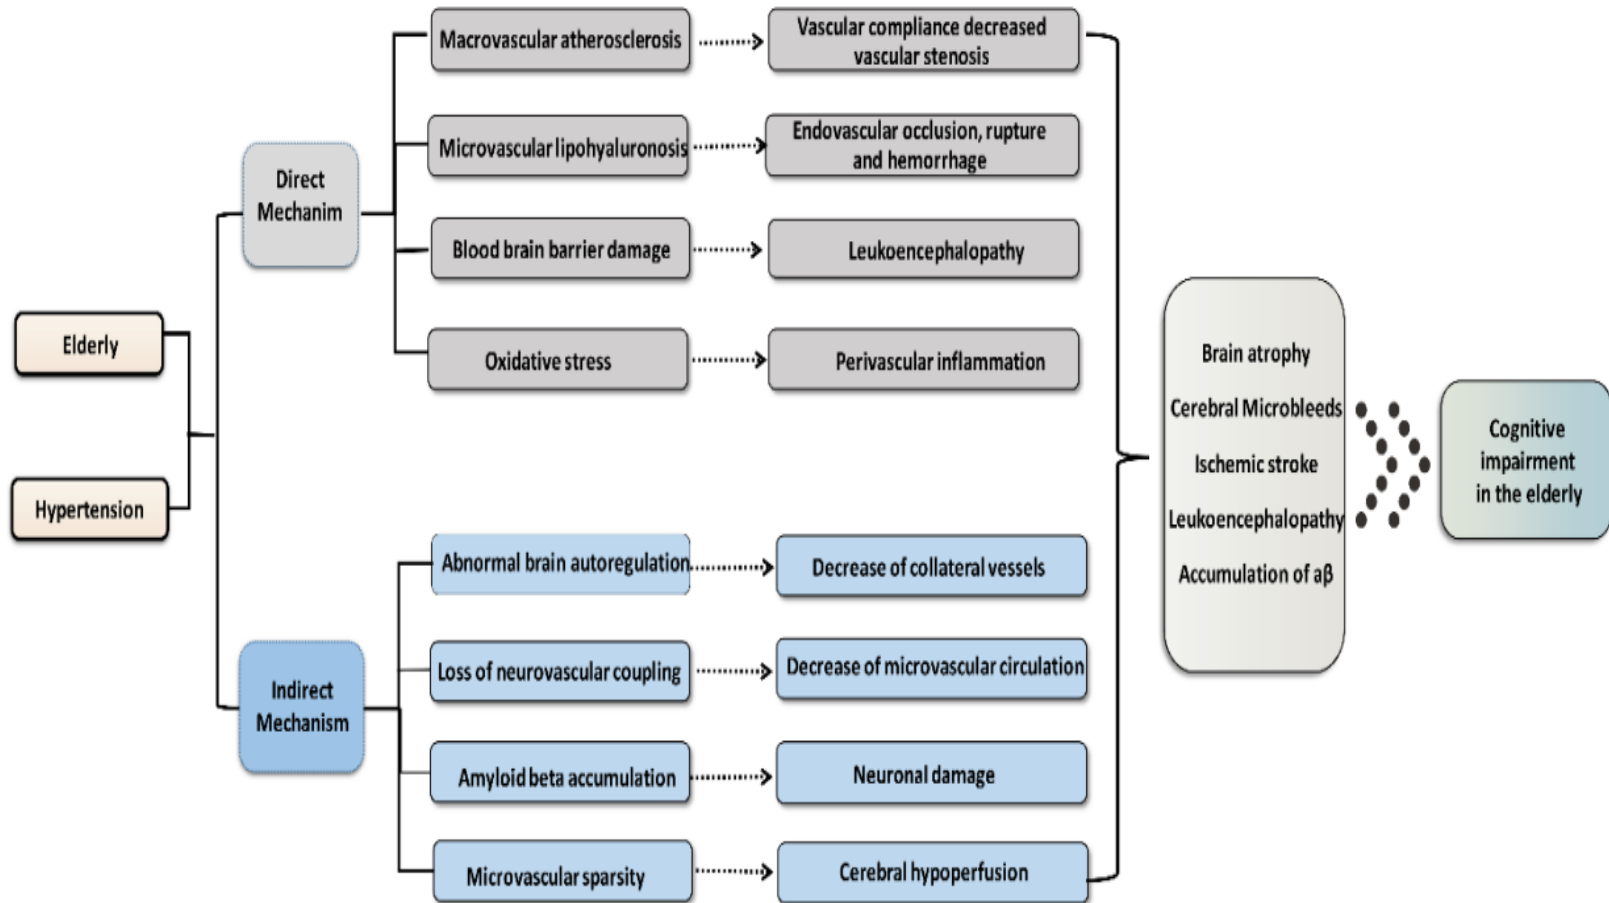 Elderly
Hypertension
Direct
Mechanim
Indirect
Mechanism
Macrovascular atherosclerosis
Vascular compliance decreased
vascular stenosis
Microvascular lipohyaluronosis
Endovascular occlusion, rupture
and hemorrhage
Blood brain barrier damage
Leukoencephalopathy
Oxidative stress
Perivascular inflammation
Abnormal brain autoregulation
Decrease of collateral vessels
Loss of neurovascular coupling
Decrease of microvascular circulation
Amyloid beta accumulation
Neuronal damage
Microvascular sparsity
Cerebral hypoperfusion
Brain atrophy
Cerebral Microbleeds
Ischemic stroke
Leukoencephalopathy
Accumulation of aβ
Cognitive
impairment
in the elderly